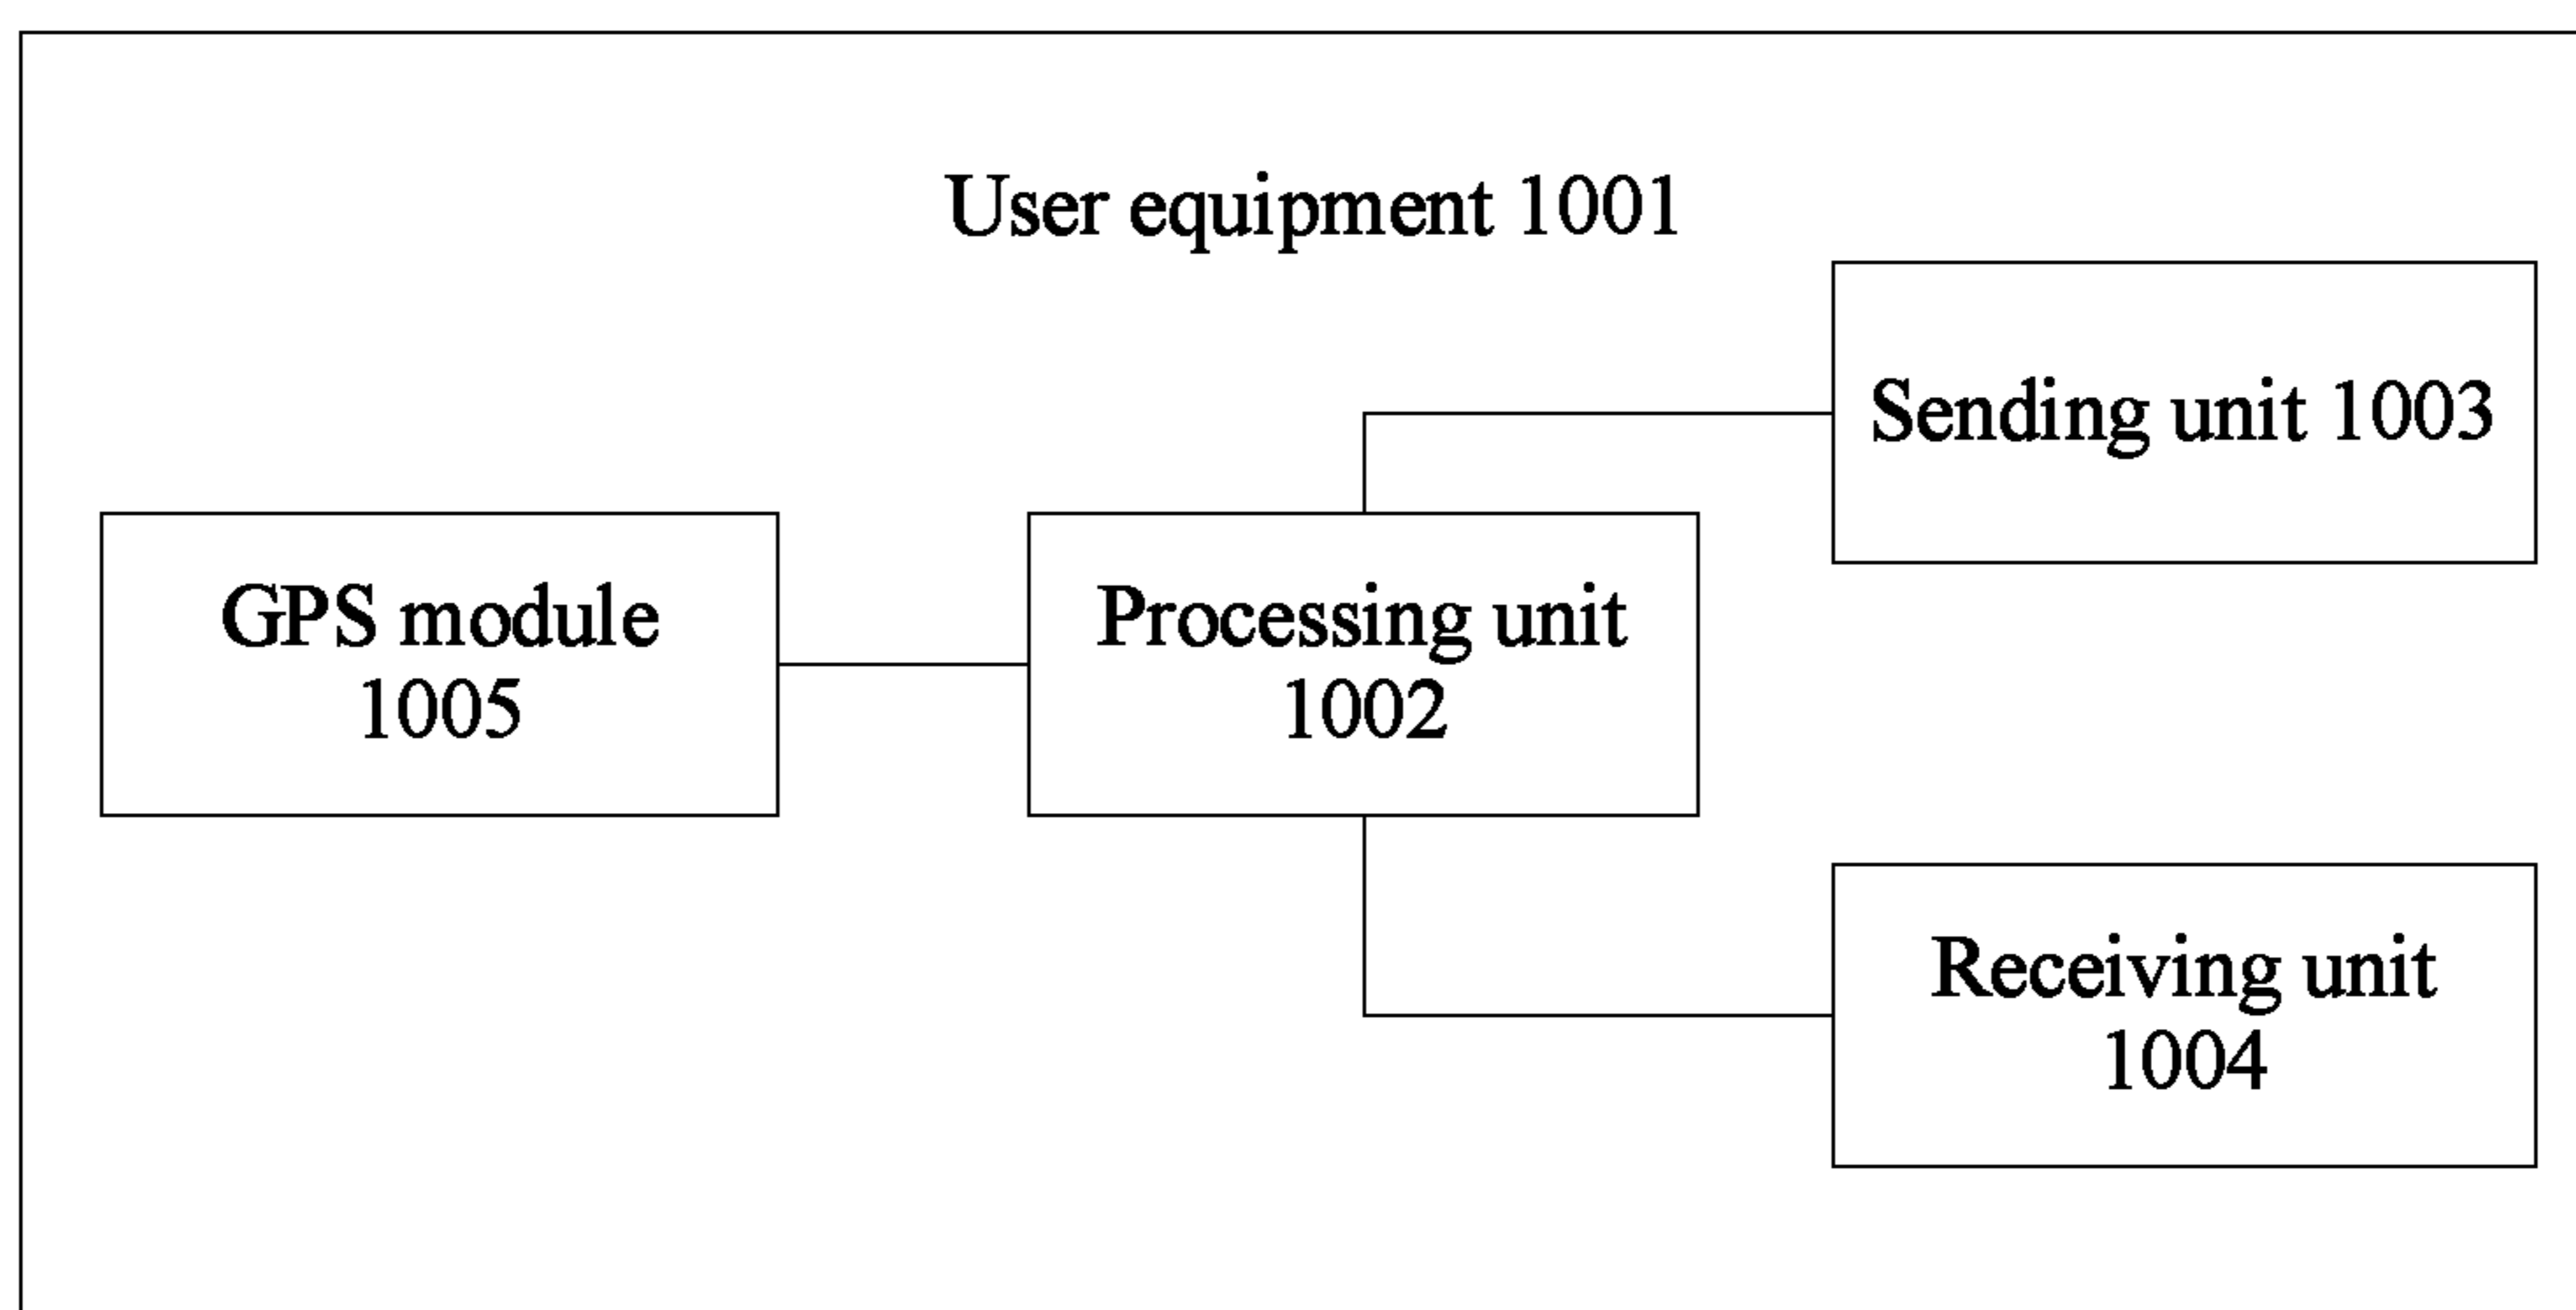 User equipment 1001
Sending unit 1003
GPS module
1005
Processing unit
1002
Receiving unit
1004